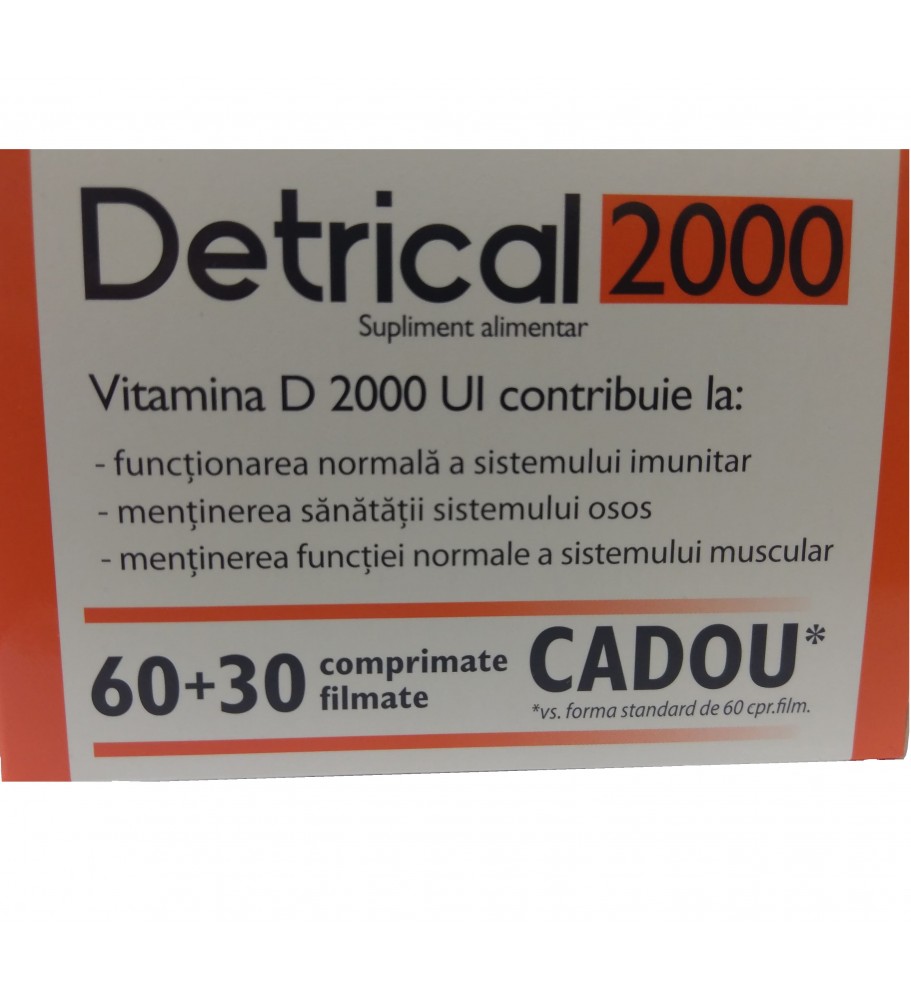 Detrical 2000
Supliment alimentar
Vitamina D 2000 UI contribuie la:
- funcționarea normală a sistemului imunitar
- menținerea sănătății sistemului osos
- menținerea funcției normale a sistemului muscular
60+30 comprimate filmate CADOU*
*vs. forma standard de 60 cpr.film.